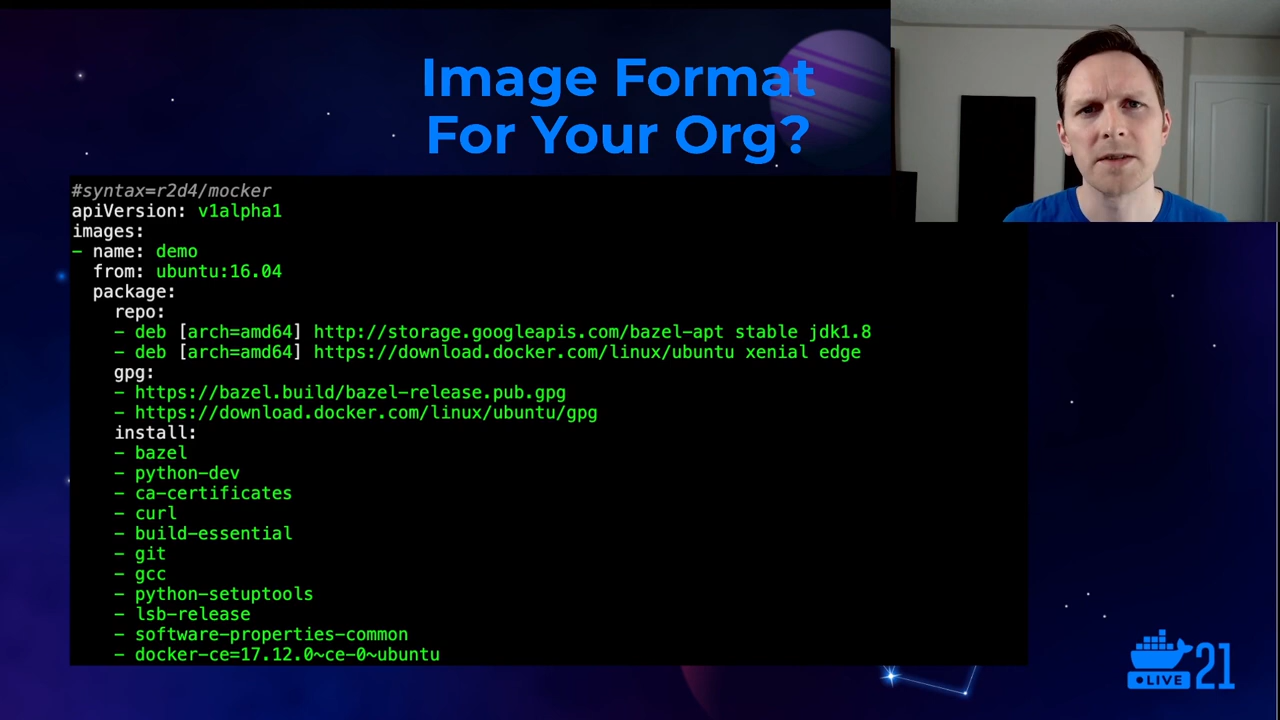 Image Format
For Your Org?
#syntax=r2d4/mocker
apiVersion: v1alpha1
images:
- name: demo
  from: ubuntu:16.04
  package:
    repo:
    - deb [arch=amd64] http://storage.googleapis.com/bazel-apt stable jdk1.8
    - deb [arch=amd64] https://download.docker.com/linux/ubuntu xenial edge
    gpg:
    - https://bazel.build/bazel-release.pub.gpg
    - https://download.docker.com/linux/ubuntu/gpg
    install:
    - bazel
    - python-dev
    - ca-certificates
    - curl
    - build-essential
    - git
    - gcc
    - python-setuptools
    - lsb-release
    - software-properties-common
    - docker-ce=17.12.0~ce-0~ubuntu
LIVE 21